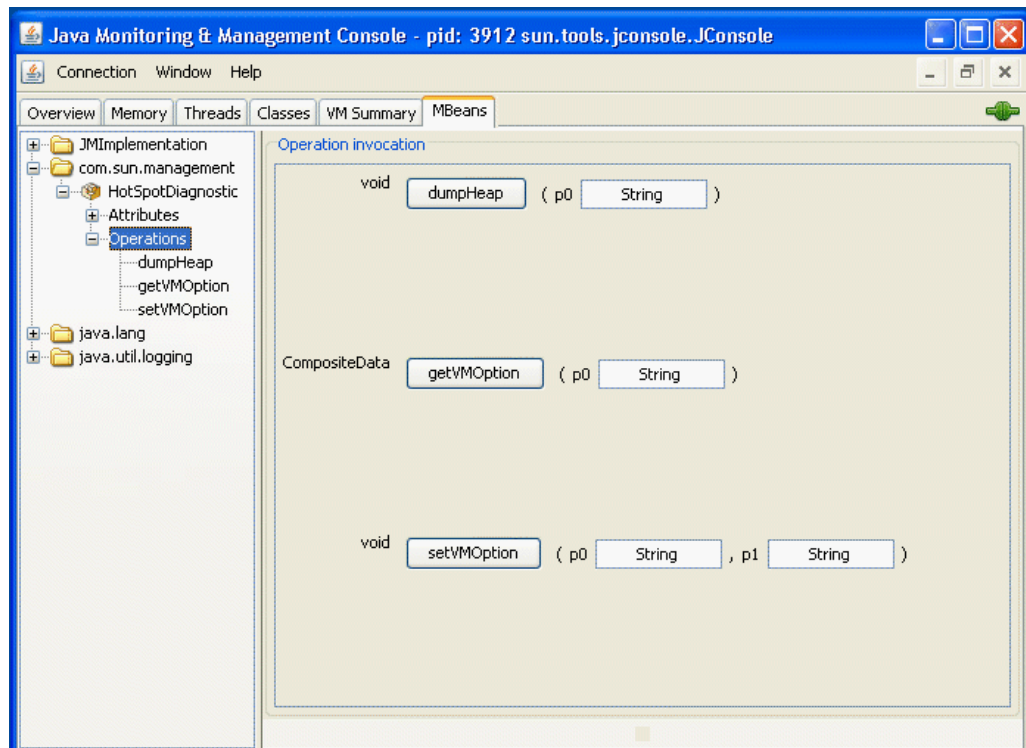 Java Monitoring & Management Console - pid: 3912 sun.tools.jconsole.JConsole
Connection Window Help
Overview Memory Threads Classes VM Summary MBeans
JMImplementation
com.sun.management
HotSpotDiagnostic
Attributes
Operations
dumpHeap
getVMOption
setVMOption
java.lang
java.util.logging
Operation invocation
void dumpHeap ( p0 String )
CompositeData getVMOption ( p0 String )
void setVMOption ( p0 String , p1 String )